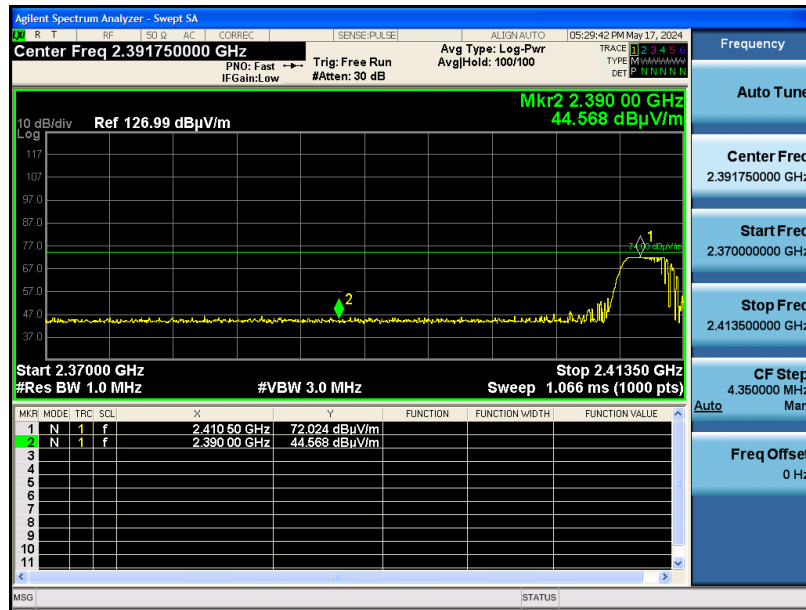 Agilent Spectrum Analyzer - Swept SA
LXI R T RF 50 Ω AC CORREC SENSE:PULSE ALIGN AUTO 05:29:42 PM May 17, 2024
Center Freq 2.391750000 GHz
PNO: Fast
IFGain:Low
Trig: Free Run
#Atten: 30 dB
Avg Type: Log-Pwr
Avg|Hold: 100/100
TRACE 1 2 3 4 5 6
TYPE M WWWWW
DET P N N N N N
Mkr2 2.390 00 GHz
44.568 dBµV/m
10 dB/div Ref 126.99 dBµV/m
Log
117
107
97.0
87.0
77.0
67.0
57.0
47.0
37.0
1
2
Start 2.37000 GHz Stop 2.41350 GHz
#Res BW 1.0 MHz #VBW 3.0 MHz Sweep 1.066 ms (1000 pts)
MKR MODE TRC SCL X Y FUNCTION FUNCTION WIDTH FUNCTION VALUE
1 N 1 f 2.410 50 GHz 72.024 dBµV/m
2 N 1 f 2.390 00 GHz 44.568 dBµV/m
3
4
5
6
7
8
9
10
11
MSG STATUS
Frequency
Auto Tune
Center Freq
2.391750000 GHz
Start Freq
2.370000000 GHz
Stop Freq
2.413500000 GHz
CF Step
4.350000 MHz
Auto Man
Freq Offset
0 Hz